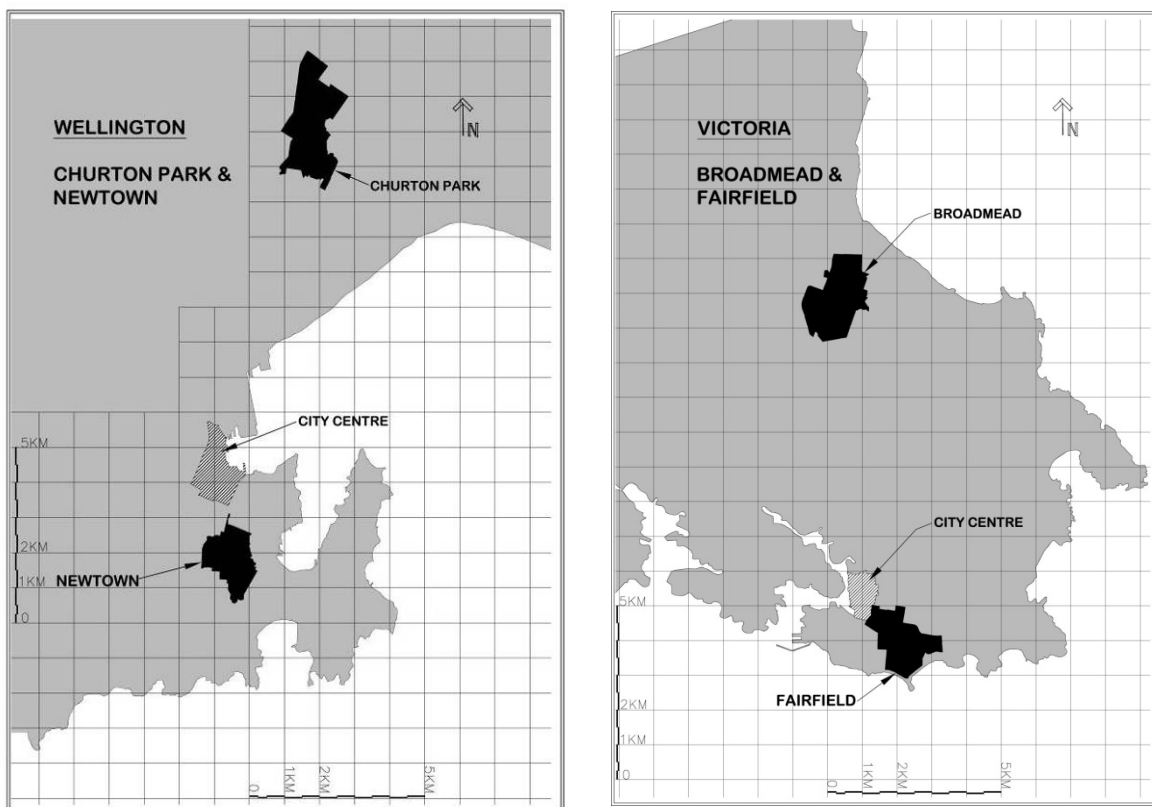 WELLINGTON
CHURTON PARK &
NEWTOWN
N
CHURTON PARK
CITY CENTRE
5KM
NEWTOWN
2KM
1KM
0
0
1KM
2KM
5KM
VICTORIA
BROADMEAD &
FAIRFIELD
N
BROADMEAD
CITY CENTRE
5KM
FAIRFIELD
2KM
1KM
0
0
1KM
2KM
5KM